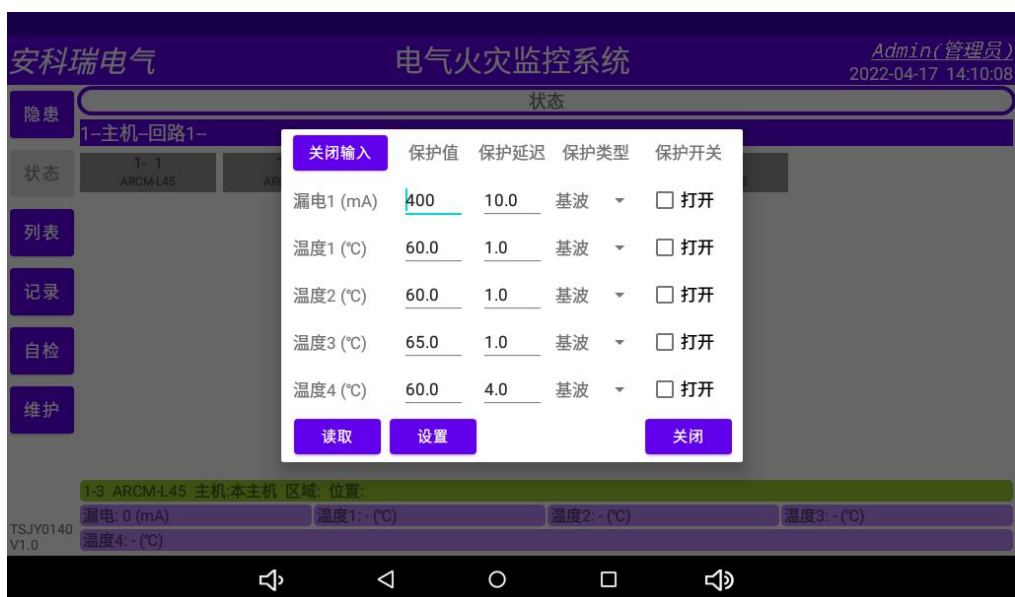 安科瑞电气
电气火灾监控系统
Admin(管理员)
2022-04-17 14:10:08
隐患
状态
1--主机--回路1--
状态
1- 1
ARCM-L45
列表
记录
自检
维护
关闭输入 保护值 保护延迟 保护类型 保护开关
漏电1 (mA) 400 10.0 基波 打开
温度1 (℃) 60.0 1.0 基波 打开
温度2 (℃) 60.0 1.0 基波 打开
温度3 (℃) 65.0 1.0 基波 打开
温度4 (℃) 60.0 4.0 基波 打开
读取 设置 关闭
1-3 ARCM-L45 主机:本主机 区域: 位置:
漏电: 0 (mA) 温度1: - (℃) 温度2: - (℃) 温度3: - (℃)
温度4: - (℃)
TSJY0140
V1.0